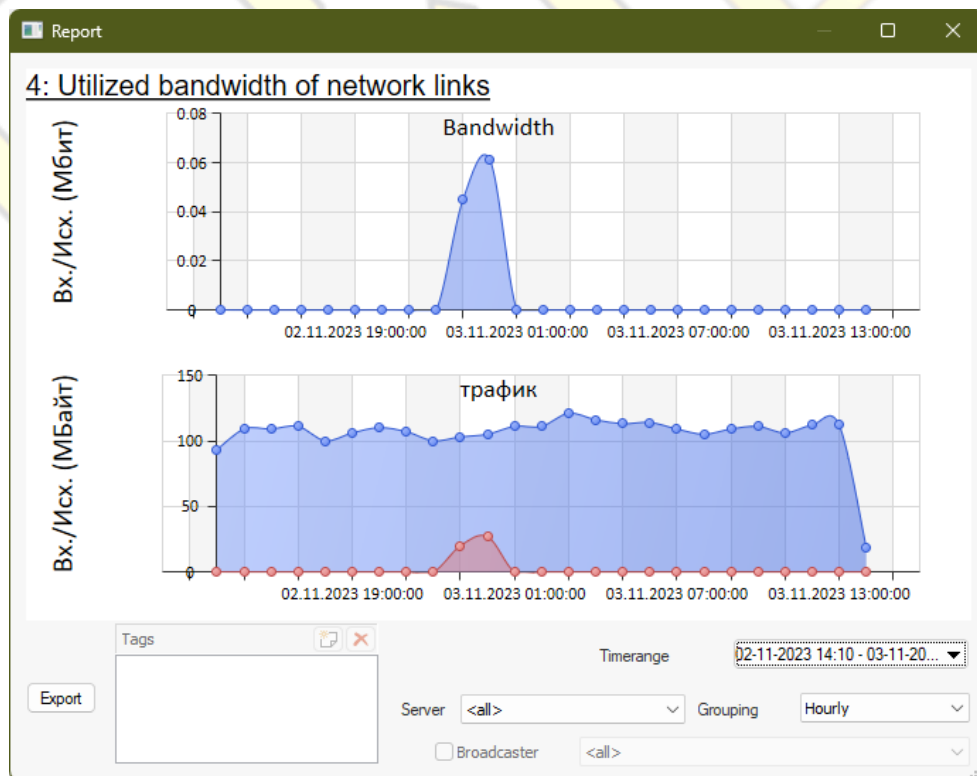 Report
4: Utilized bandwidth of network links
Bandwidth
Вх./Исх. (Мбит)
0.08
0.06
0.04
0.02
0
02.11.2023 19:00:00 03.11.2023 01:00:00 03.11.2023 07:00:00 03.11.2023 13:00:00
трафик
Вх./Исх. (МБайт)
150
100
50
0
02.11.2023 19:00:00 03.11.2023 01:00:00 03.11.2023 07:00:00 03.11.2023 13:00:00
Tags
Timerange 02-11-2023 14:10 - 03-11-20...
Export
Server <all> Grouping Hourly
Broadcaster <all>